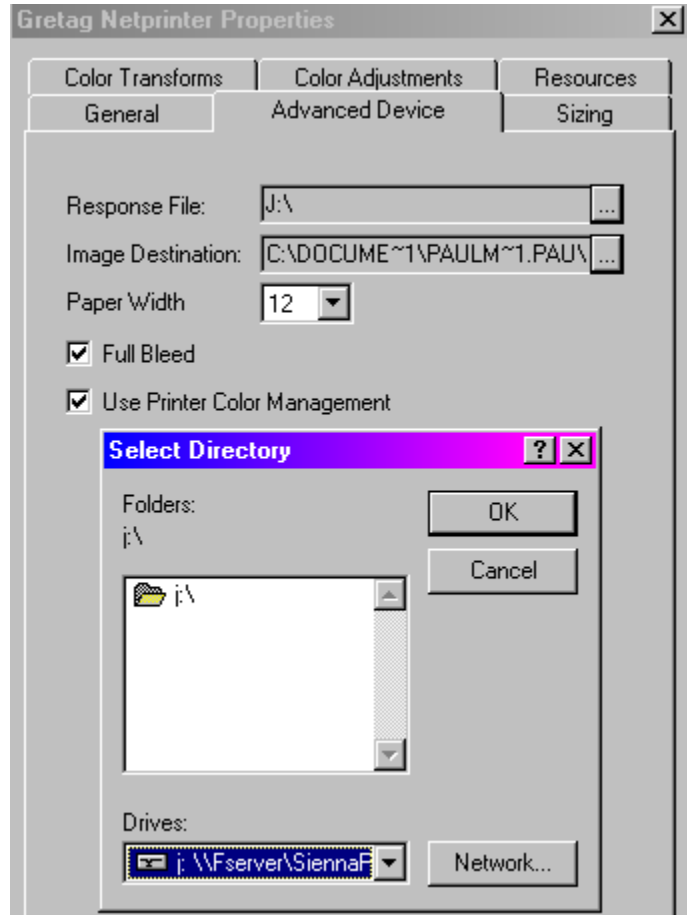 Gretag Netprinter Properties
Color Transforms Color Adjustments Resources
General Advanced Device Sizing
Response File: J:\ ...
Image Destination: C:\DOCUME~1\PAULM~1.PAU\ ...
Paper Width 12
Full Bleed
Use Printer Color Management
Select Directory
Folders:
j:\
OK
j:\
Cancel
Drives:
j: \\Fserver\SiennaF
Network...